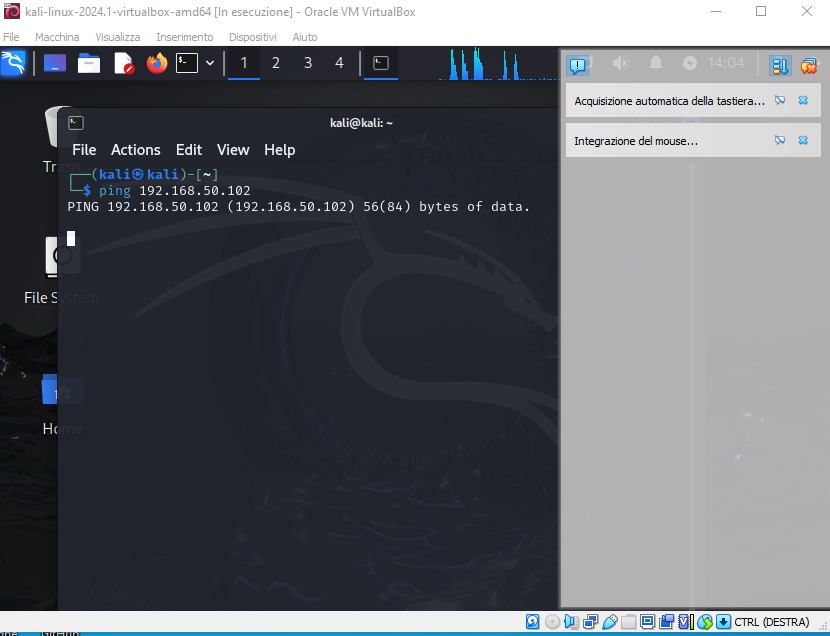 kali-linux-2024.1-virtualbox-amd64 [In esecuzione] - Oracle VM VirtualBox
File Macchina Visualizza Inserimento Dispositivi Aiuto
1 2 3 4 14:04
Acquisizione automatica della tastiera...
Integrazione del mouse...
kali@kali: ~
Trash
File Actions Edit View Help
┌──(kali㉿kali)-[~]
└─$ ping 192.168.50.102
PING 192.168.50.102 (192.168.50.102) 56(84) bytes of data.
File System
Home
CTRL (DESTRA)